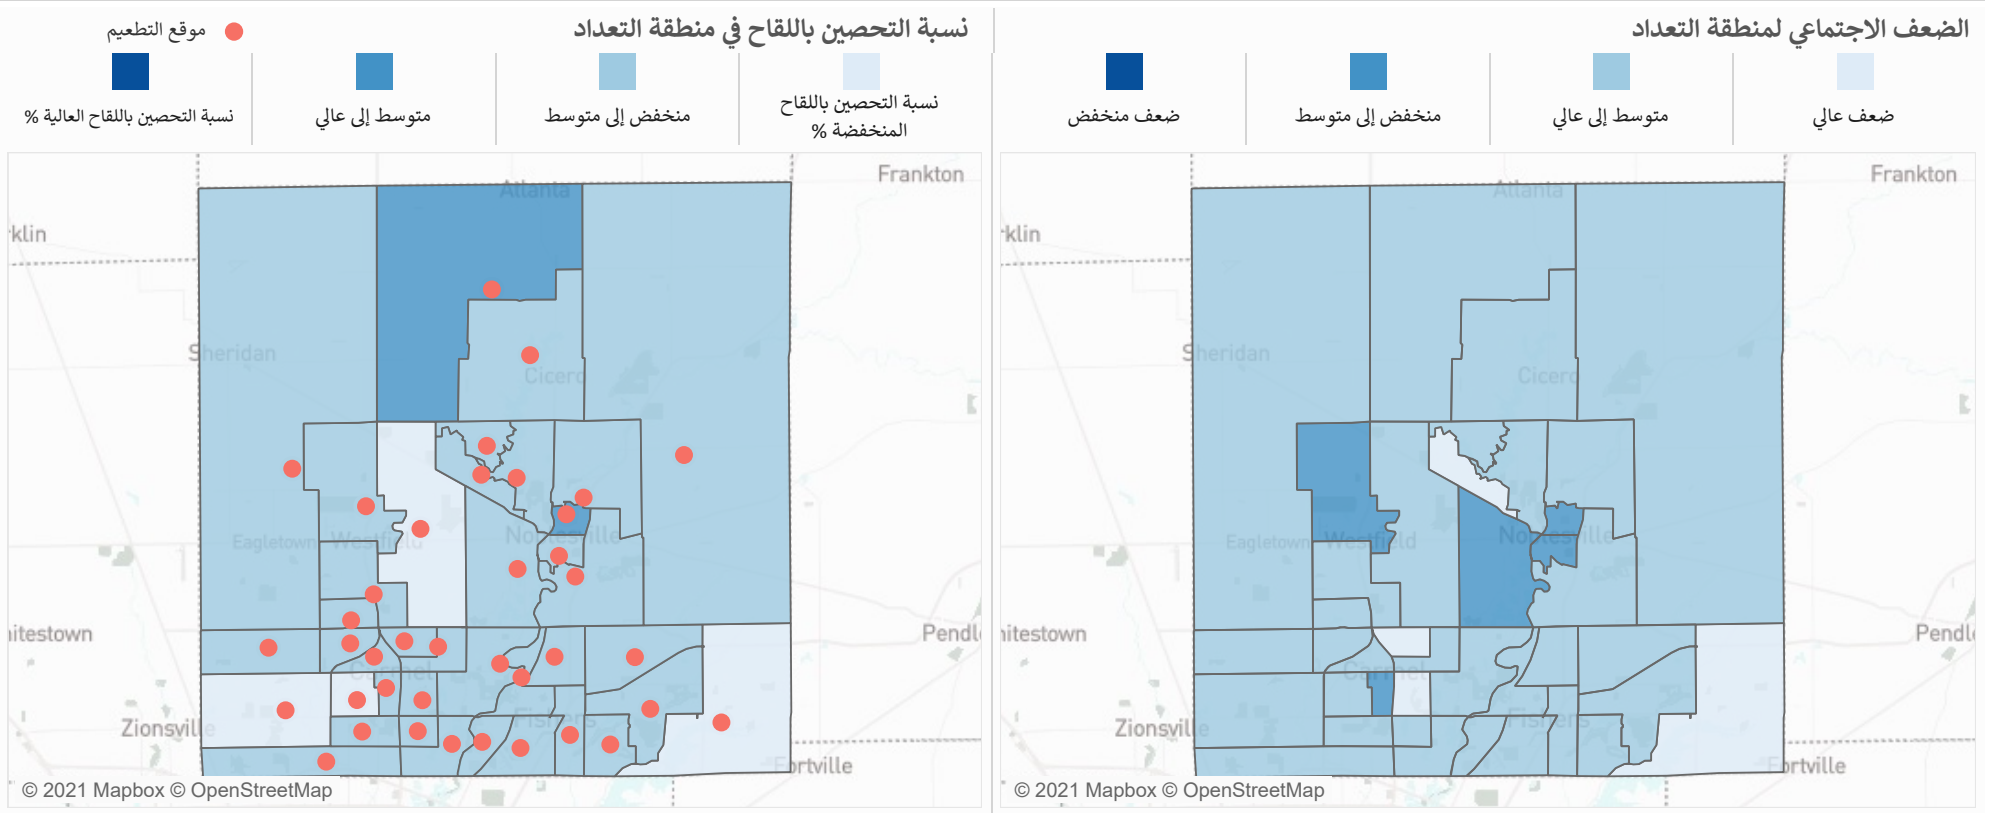 الضعف الاجتماعي لمنطقة التعداد
ضعف عالي
متوسط إلى عالي
منخفض إلى متوسط
ضعف منخفض
نسبة التحصين باللقاح في منطقة التعداد
موقع التطعيم
نسبة التحصين باللقاح
المنخفضة %
منخفض إلى متوسط
متوسط إلى عالي
نسبة التحصين باللقاح العالية %
Atlanta
Frankton
klin
Sheridan
Cicero
Eagletown
Westfield
Noblesville
nitestown
Pendl
Carmel
Zionsville
Fishers
Fortville
© 2021 Mapbox © OpenStreetMap
Atlanta
Frankton
klin
Sheridan
Cicero
Eagletown
Westfield
Noblesville
itestown
Pendl
Carmel
Zionsville
Fishers
Fortville
© 2021 Mapbox © OpenStreetMap